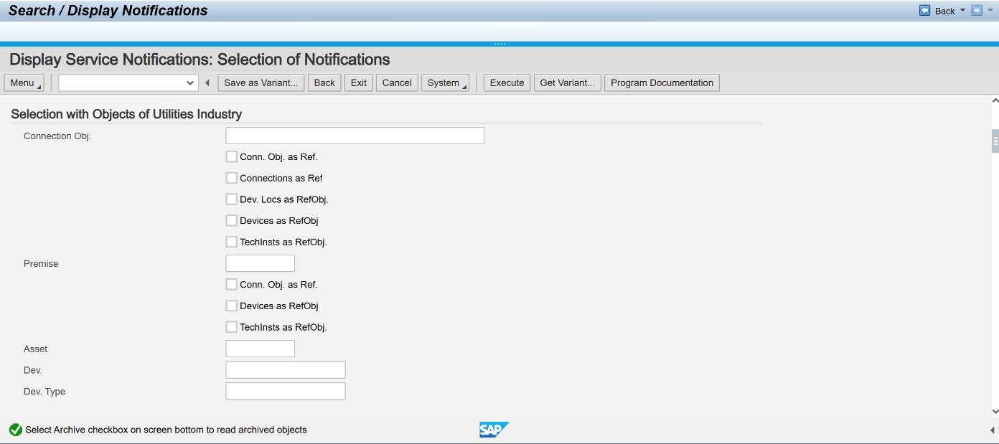 Search / Display Notifications
Back
Display Service Notifications: Selection of Notifications
Menu Save as Variant... Back Exit Cancel System Execute Get Variant... Program Documentation
Selection with Objects of Utilities Industry
Connection Obj.
Conn. Obj. as Ref.
Connections as Ref
Dev. Locs as RefObj.
Devices as RefObj
TechInsts as RefObj.
Premise
Conn. Obj. as Ref.
Devices as RefObj
TechInsts as RefObj.
Asset
Dev.
Dev. Type
Select Archive checkbox on screen bottom to read archived objects
SAP